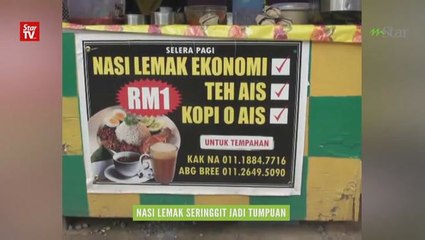 Star
TV
mStar
SELERA PAGI
NASI LEMAK EKONOMI
TEH AIS
RM1
KOPI O AIS
UNTUK TEMPAHAN
KAK NA 011.1884.7716
ABG BREE 011.2649.5090
NASI LEMAK SERINGGIT JADI TUMPUAN